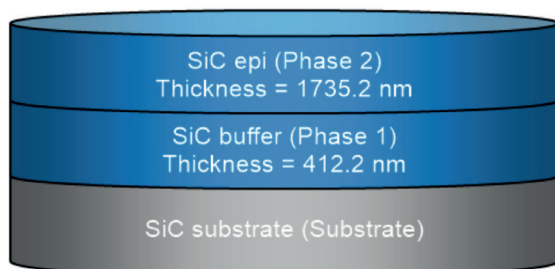 SiC epi (Phase 2)
Thickness = 1735.2 nm
SiC buffer (Phase 1)
Thickness = 412.2 nm
SiC substrate (Substrate)